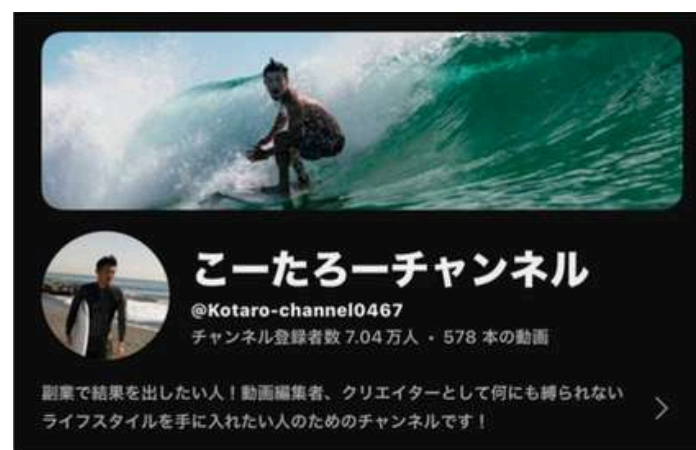 こーたろーチャンネル
@Kotaro-channel0467
チャンネル登録者数 7.04万人 • 578 本の動画
副業で結果を出したい人！動画編集者、クリエイターとして何にも縛られない
ライフスタイルを手に入れたい人のためのチャンネルです！